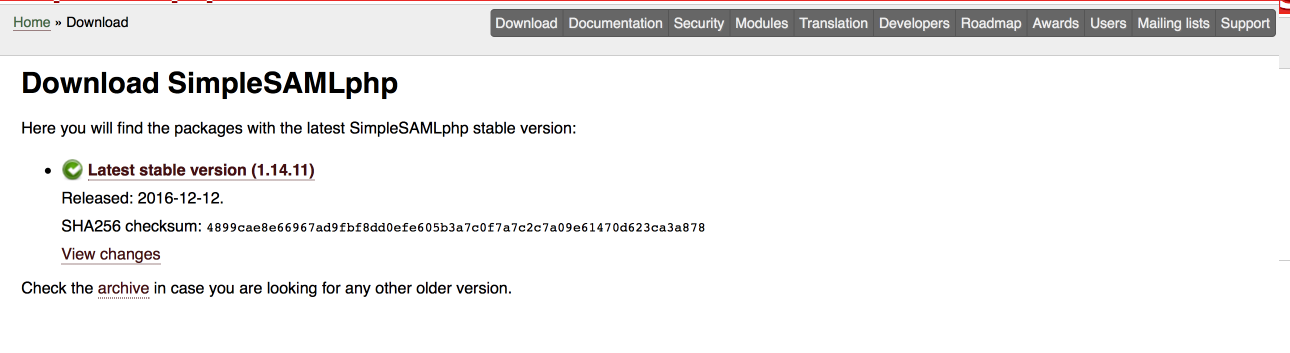 Home » Download
Download Documentation Security Modules Translation Developers Roadmap Awards Users Mailing lists Support
Download SimpleSAMLphp
Here you will find the packages with the latest SimpleSAMLphp stable version:
Latest stable version (1.14.11)
Released: 2016-12-12.
SHA256 checksum: 4899cae8e66967ad9fbf8dd0efe605b3a7c0f7a7c2c7a09e61470d623ca3a878
View changes
Check the archive in case you are looking for any other older version.